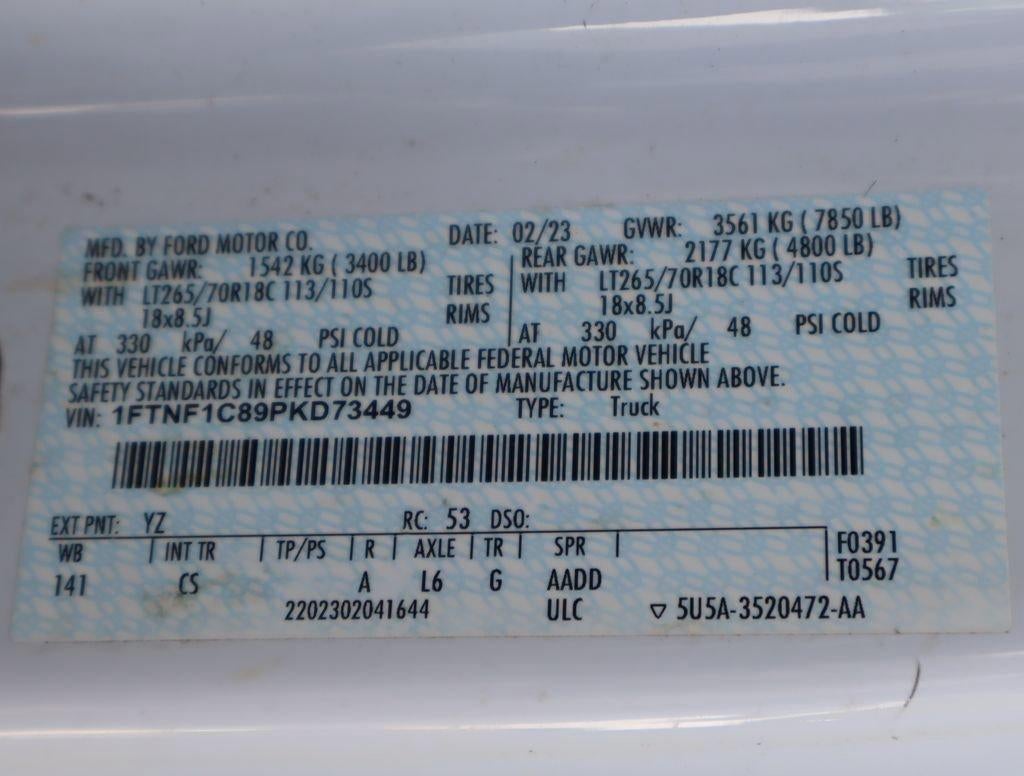 MFD. BY FORD MOTOR CO. DATE: 02/23 GVWR: 3561 KG ( 7850 LB)
FRONT GAWR: 1542 KG ( 3400 LB) REAR GAWR: 2177 KG ( 4800 LB)
WITH LT265/70R18C 113/110S TIRES WITH LT265/70R18C 113/110S TIRES
18x8.5J RIMS 18x8.5J RIMS
AT 330 kPa/ 48 PSI COLD AT 330 kPa/ 48 PSI COLD
THIS VEHICLE CONFORMS TO ALL APPLICABLE FEDERAL MOTOR VEHICLE
SAFETY STANDARDS IN EFFECT ON THE DATE OF MANUFACTURE SHOWN ABOVE.
VIN: 1FTNF1C89PKD73449 TYPE: Truck
EXT PNT: YZ RC: 53 DSO:
WB INT TR TP/PS R AXLE TR SPR F0391
141 CS A L6 G AADD T0567
2202302041644 ULC ▽ 5U5A-3520472-AA